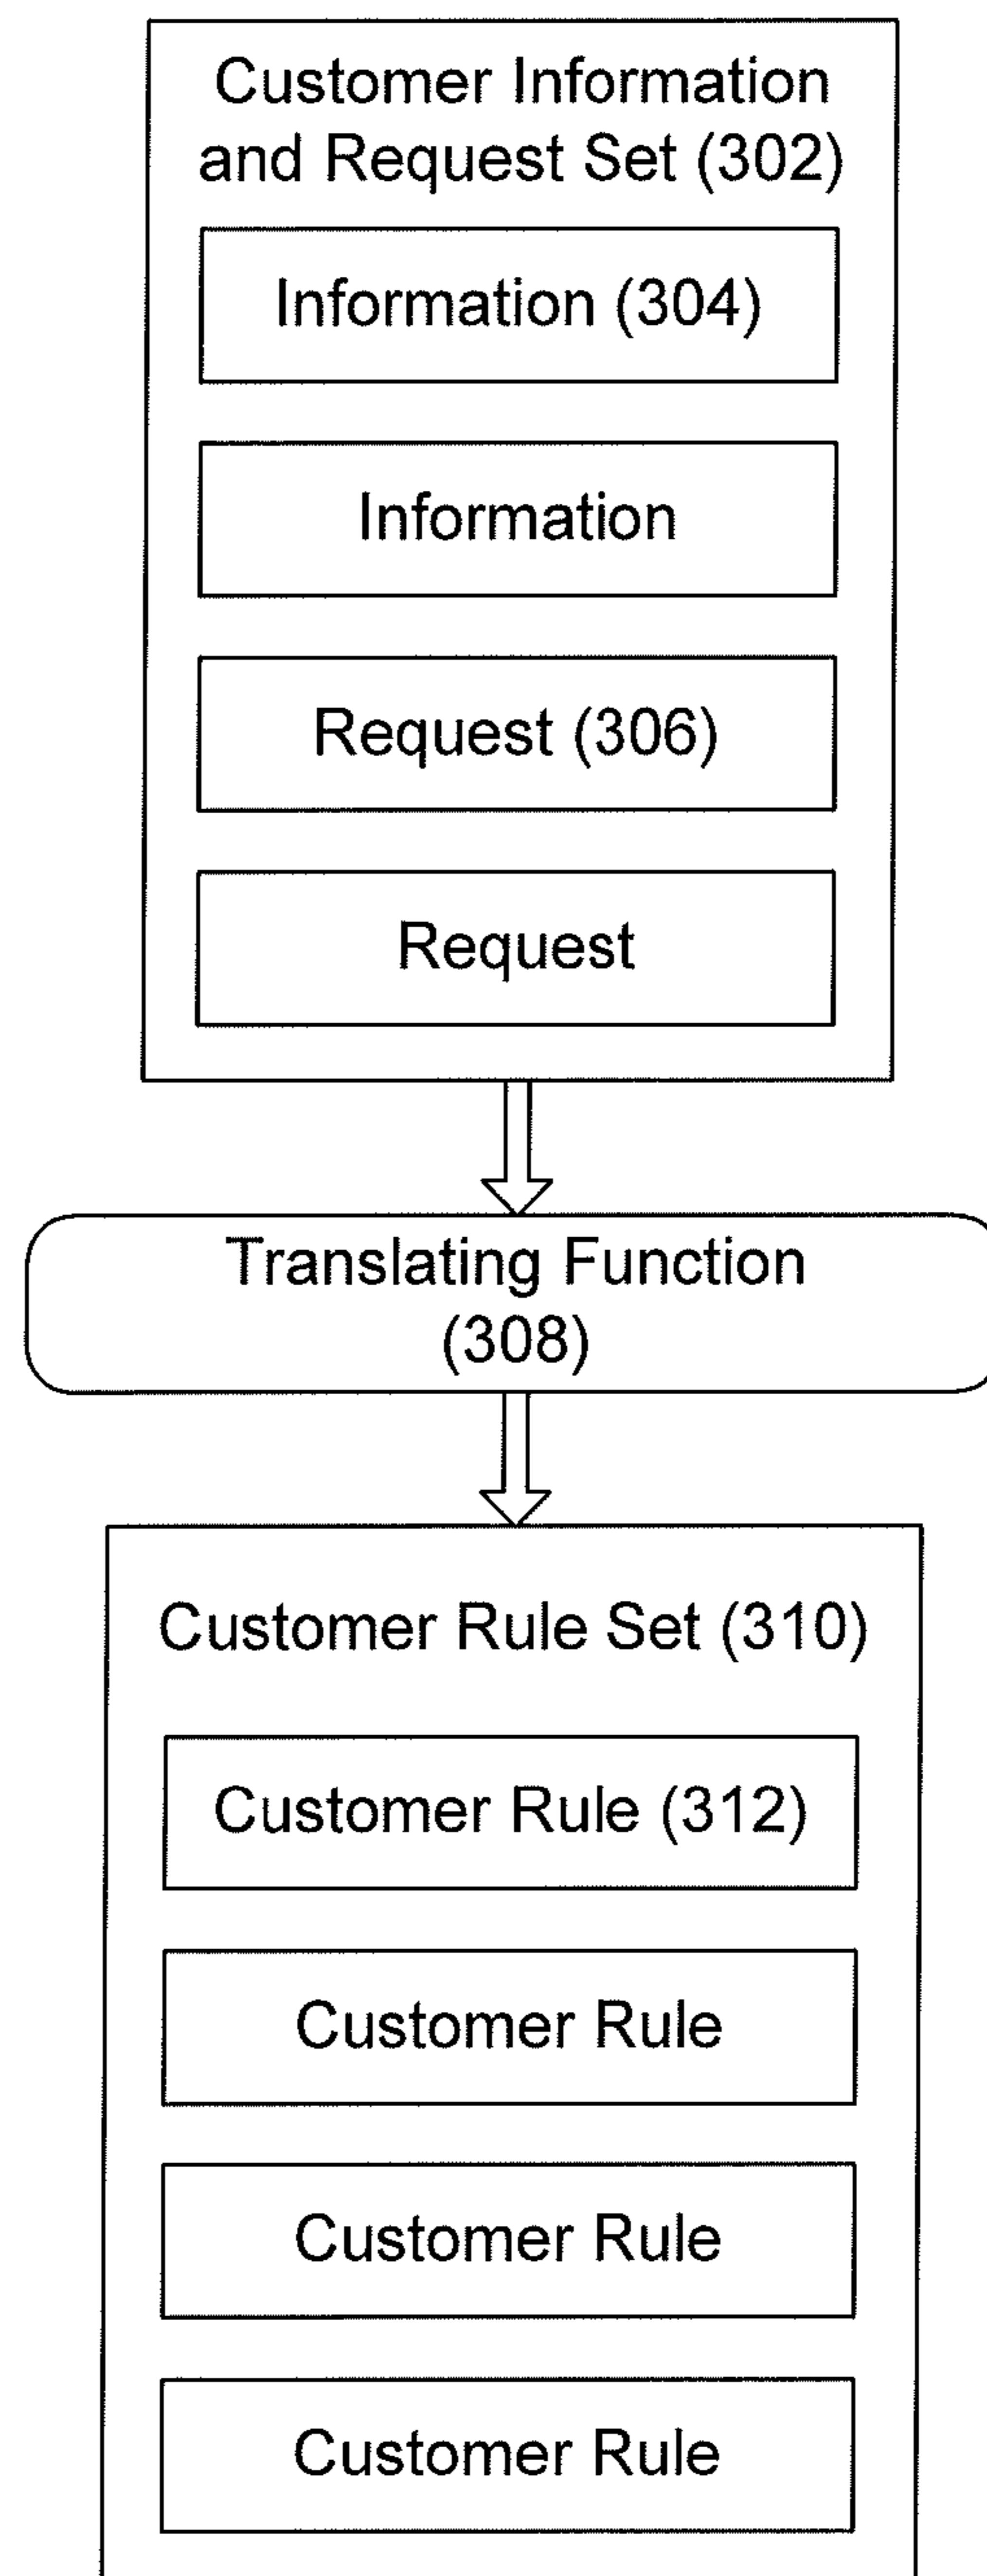 Customer Information
and Request Set (302)
Information (304)
Information
Request (306)
Request
Translating Function
(308)
Customer Rule Set (310)
Customer Rule (312)
Customer Rule
Customer Rule
Customer Rule